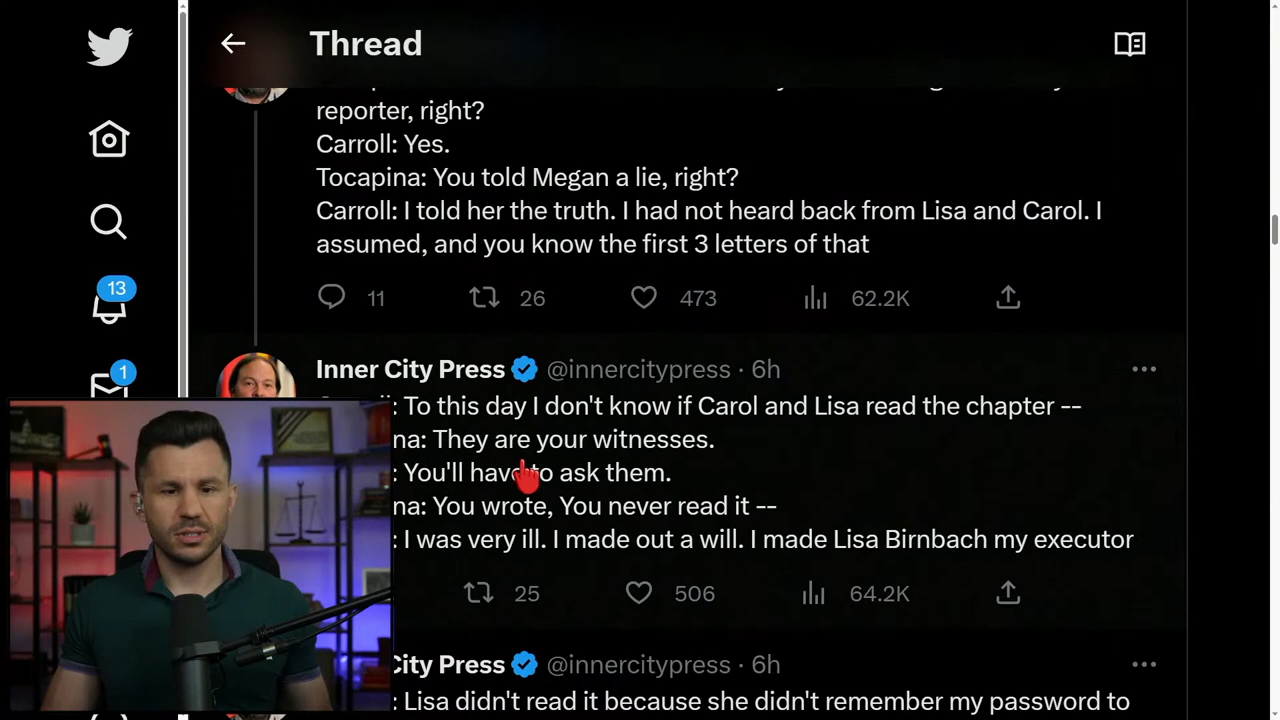 Thread
reporter, right?
Carroll: Yes.
Tocapina: You told Megan a lie, right?
Carroll: I told her the truth. I had not heard back from Lisa and Carol. I
assumed, and you know the first 3 letters of that
11 26 473 62.2K
13
Inner City Press @innercitypress · 6h
1
: To this day I don't know if Carol and Lisa read the chapter --
na: They are your witnesses.
: You'll have to ask them.
na: You wrote, You never read it --
: I was very ill. I made out a will. I made Lisa Birnbach my executor
25 506 64.2K
City Press @innercitypress · 6h
: Lisa didn't read it because she didn't remember my password to